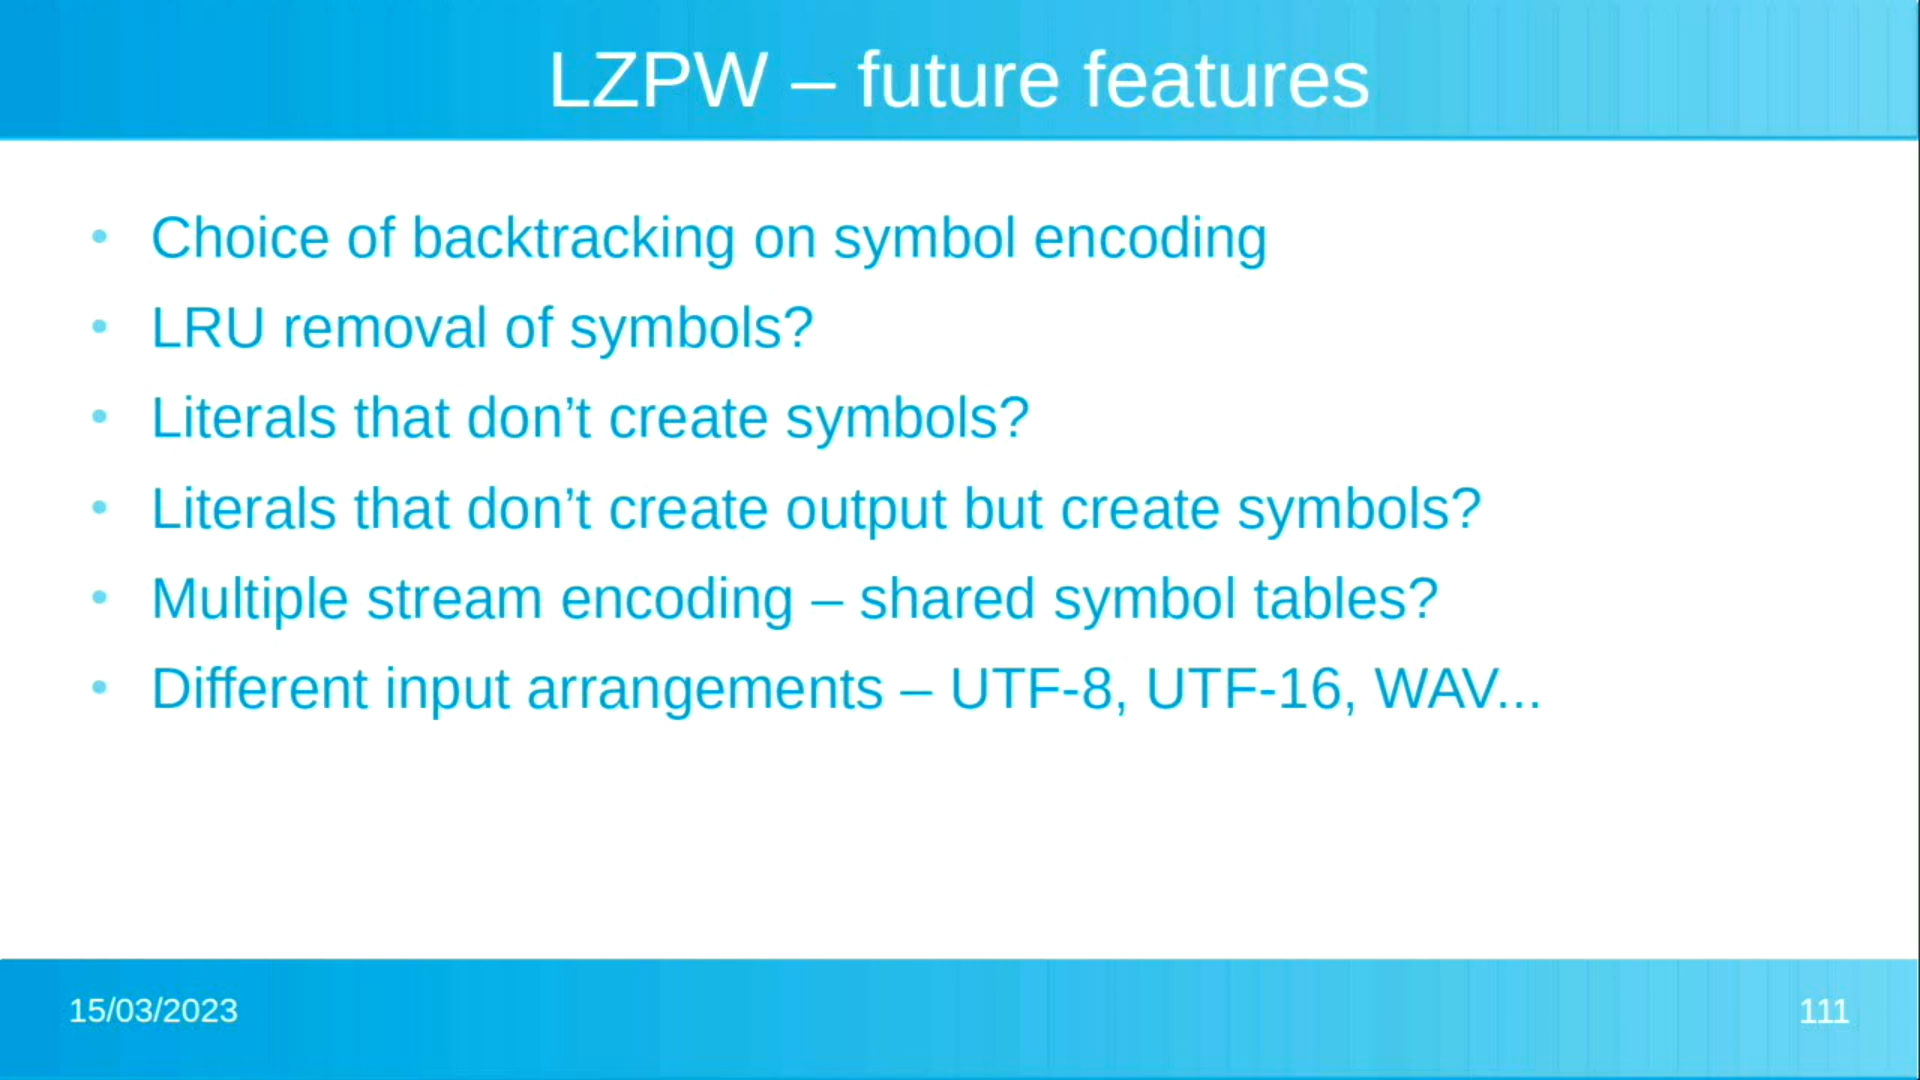 LZPW – future features
• Choice of backtracking on symbol encoding
• LRU removal of symbols?
• Literals that don’t create symbols?
• Literals that don’t create output but create symbols?
• Multiple stream encoding – shared symbol tables?
• Different input arrangements – UTF-8, UTF-16, WAV...
15/03/2023
111